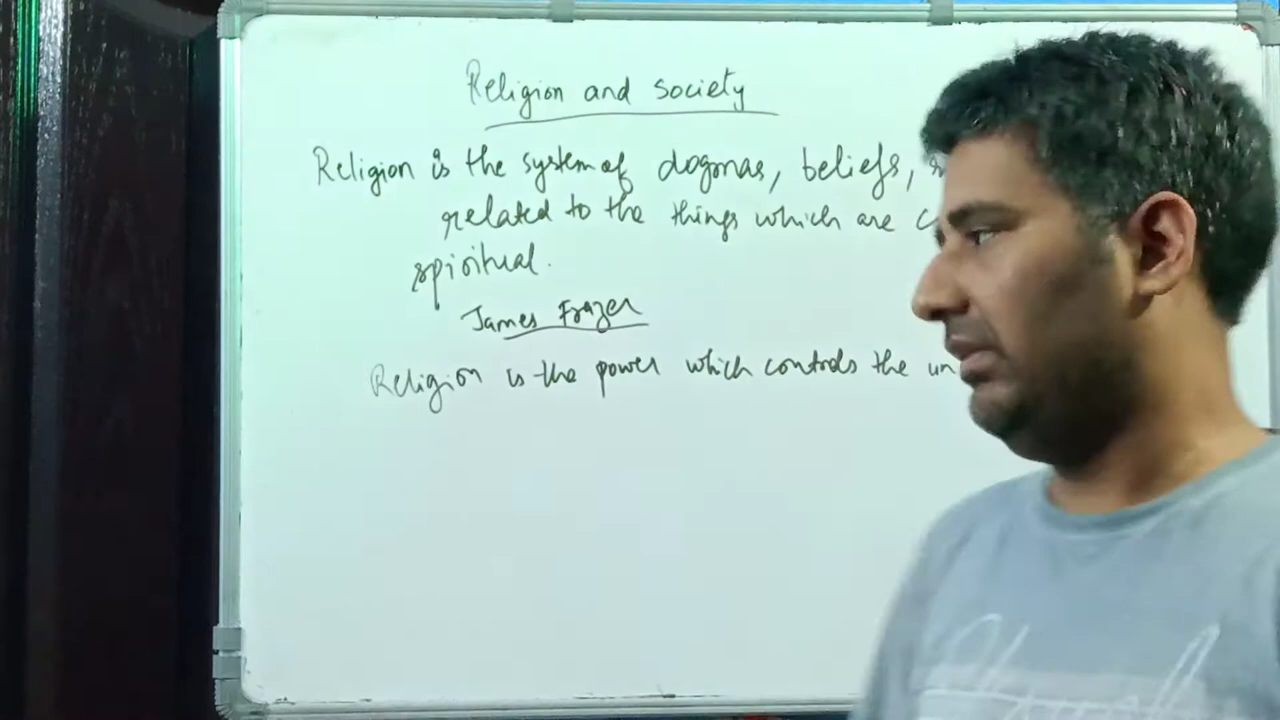 Religion and society
Religion is the system of dogmas, beliefs,
related to the things which are
spiritual.
James Frazer
Religion is the power which controls the